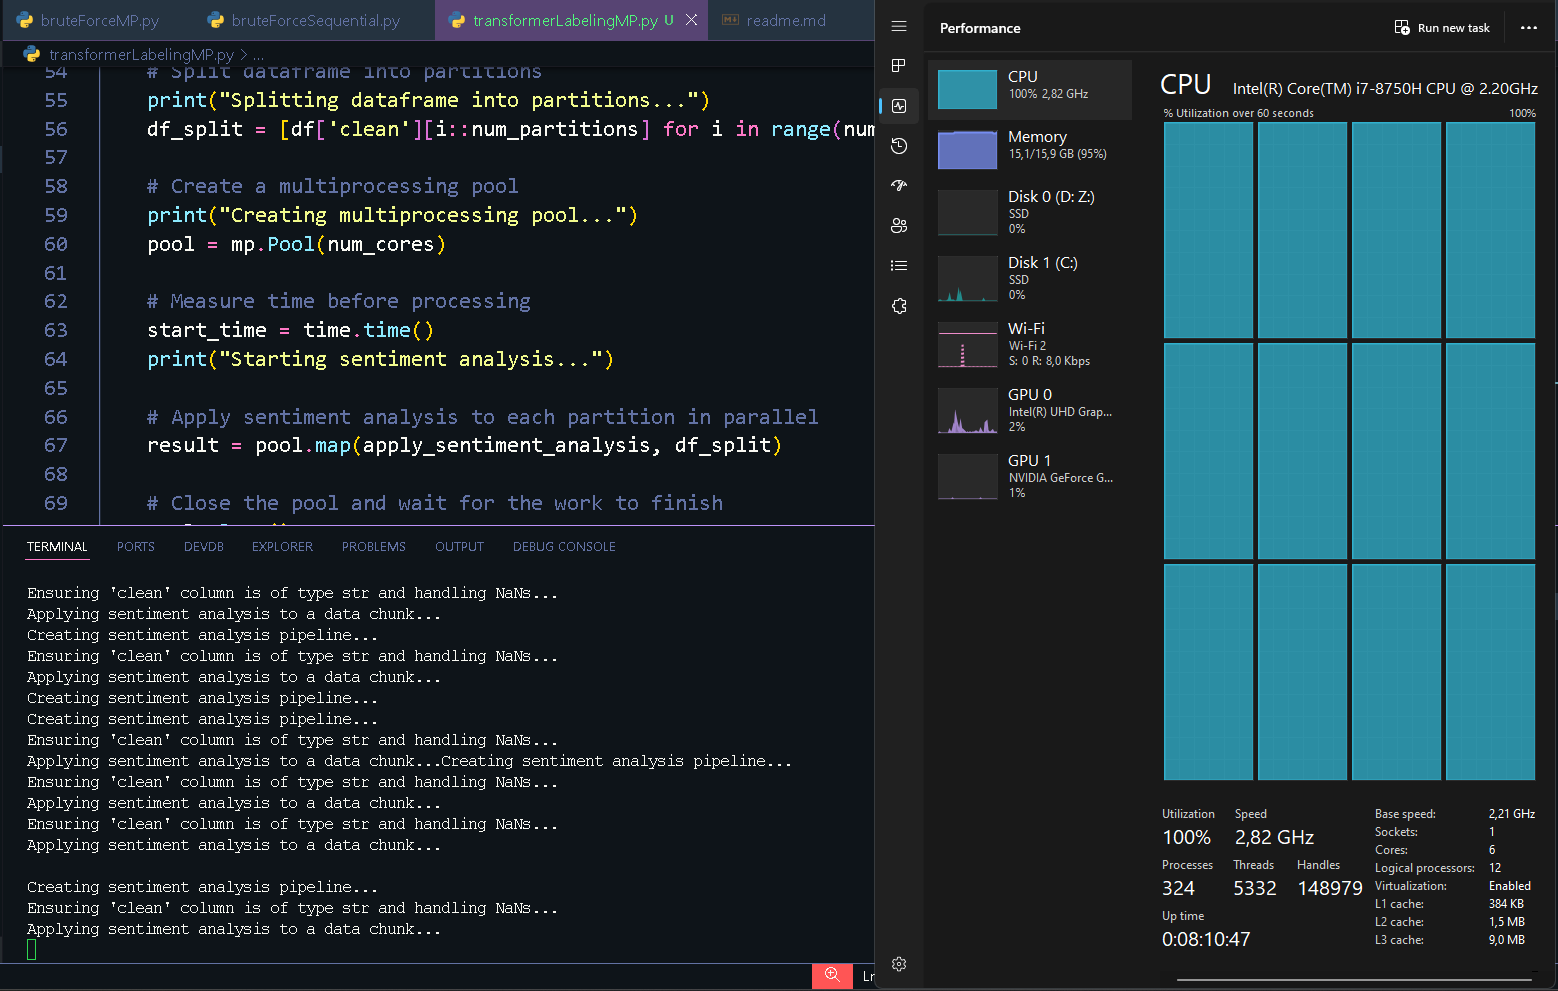 bruteForceMP.py
bruteForceSequential.py
transformerLabelingMP.py U
readme.md
transformerLabelingMP.py > ...
54 # Split dataframe into partitions
55 print("Splitting dataframe into partitions...")
56 df_split = [df['clean'][i::num_partitions] for i in range(num
57
58 # Create a multiprocessing pool
59 print("Creating multiprocessing pool...")
60 pool = mp.Pool(num_cores)
61
62 # Measure time before processing
63 start_time = time.time()
64 print("Starting sentiment analysis...")
65
66 # Apply sentiment analysis to each partition in parallel
67 result = pool.map(apply_sentiment_analysis, df_split)
68
69 # Close the pool and wait for the work to finish
TERMINAL PORTS DEVDB EXPLORER PROBLEMS OUTPUT DEBUG CONSOLE
Ensuring 'clean' column is of type str and handling NaNs...
Applying sentiment analysis to a data chunk...
Creating sentiment analysis pipeline...
Ensuring 'clean' column is of type str and handling NaNs...
Applying sentiment analysis to a data chunk...
Creating sentiment analysis pipeline...
Creating sentiment analysis pipeline...
Ensuring 'clean' column is of type str and handling NaNs...
Applying sentiment analysis to a data chunk...Creating sentiment analysis pipeline...
Ensuring 'clean' column is of type str and handling NaNs...
Applying sentiment analysis to a data chunk...
Ensuring 'clean' column is of type str and handling NaNs...
Applying sentiment analysis to a data chunk...
Creating sentiment analysis pipeline...
Ensuring 'clean' column is of type str and handling NaNs...
Applying sentiment analysis to a data chunk...
Ln
Performance
Run new task
CPU
100% 2,82 GHz
Memory
15,1/15,9 GB (95%)
Disk 0 (D: Z:)
SSD
0%
Disk 1 (C:)
SSD
0%
Wi-Fi
Wi-Fi 2
S: 0 R: 8,0 Kbps
GPU 0
Intel(R) UHD Grap...
2%
GPU 1
NVIDIA GeForce G...
1%
CPU Intel(R) Core(TM) i7-8750H CPU @ 2.20GHz
% Utilization over 60 seconds 100%
Utilization Speed
100% 2,82 GHz
Processes Threads Handles
324 5332 148979
Up time
0:08:10:47
Base speed: 2,21 GHz
Sockets: 1
Cores: 6
Logical processors: 12
Virtualization: Enabled
L1 cache: 384 KB
L2 cache: 1,5 MB
L3 cache: 9,0 MB